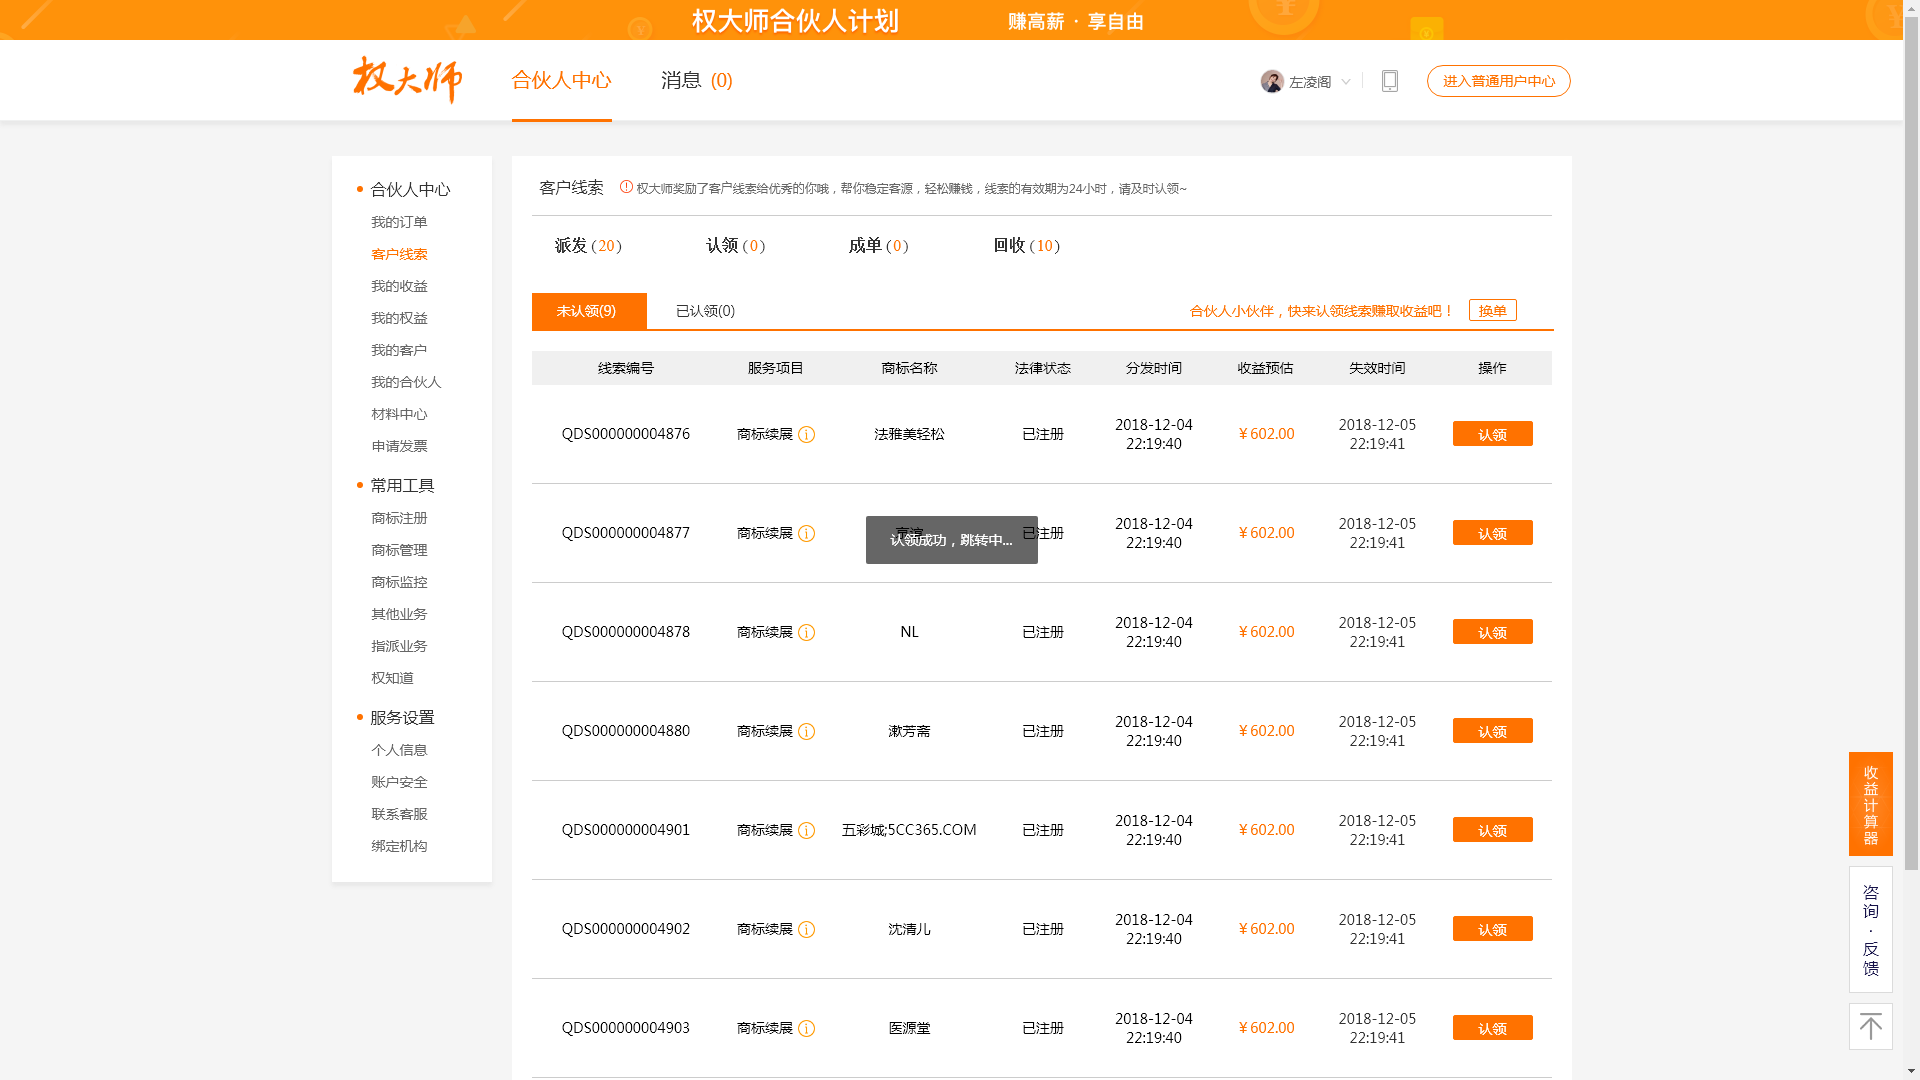 权大师合伙人计划 赚高薪 · 享自由
权大师 合伙人中心 消息 (0) 左凌阁 进入普通用户中心
合伙人中心
我的订单
客户线索
我的收益
我的权益
我的客户
我的合伙人
材料中心
申请发票
常用工具
商标注册
商标管理
商标监控
其他业务
指派业务
权知道
服务设置
个人信息
账户安全
联系客服
绑定机构
客户线索 权大师奖励了客户线索给优秀的你哦，帮你稳定客源，轻松赚钱，线索的有效期为24小时，请及时认领~
派发 (20) 认领 (0) 成单 (0) 回收 (10)
未认领(9) 已认领(0) 合伙人小伙伴，快来认领线索赚取收益吧！ 换单
线索编号 服务项目 商标名称 法律状态 分发时间 收益预估 失效时间 操作
QDS000000004876 商标续展 法雅美轻松 已注册 2018-12-04 22:19:40 ￥602.00 2018-12-05 22:19:41 认领
QDS000000004877 商标续展 已注册 2018-12-04 22:19:40 ￥602.00 2018-12-05 22:19:41 认领
认领成功，跳转中...
QDS000000004878 商标续展 NL 已注册 2018-12-04 22:19:40 ￥602.00 2018-12-05 22:19:41 认领
QDS000000004880 商标续展 漱芳斋 已注册 2018-12-04 22:19:40 ￥602.00 2018-12-05 22:19:41 认领
QDS000000004901 商标续展 五彩城;5CC365.COM 已注册 2018-12-04 22:19:40 ￥602.00 2018-12-05 22:19:41 认领
QDS000000004902 商标续展 沈清儿 已注册 2018-12-04 22:19:40 ￥602.00 2018-12-05 22:19:41 认领
QDS000000004903 商标续展 医源堂 已注册 2018-12-04 22:19:40 ￥602.00 2018-12-05 22:19:41 认领
收益计算器
咨询·反馈